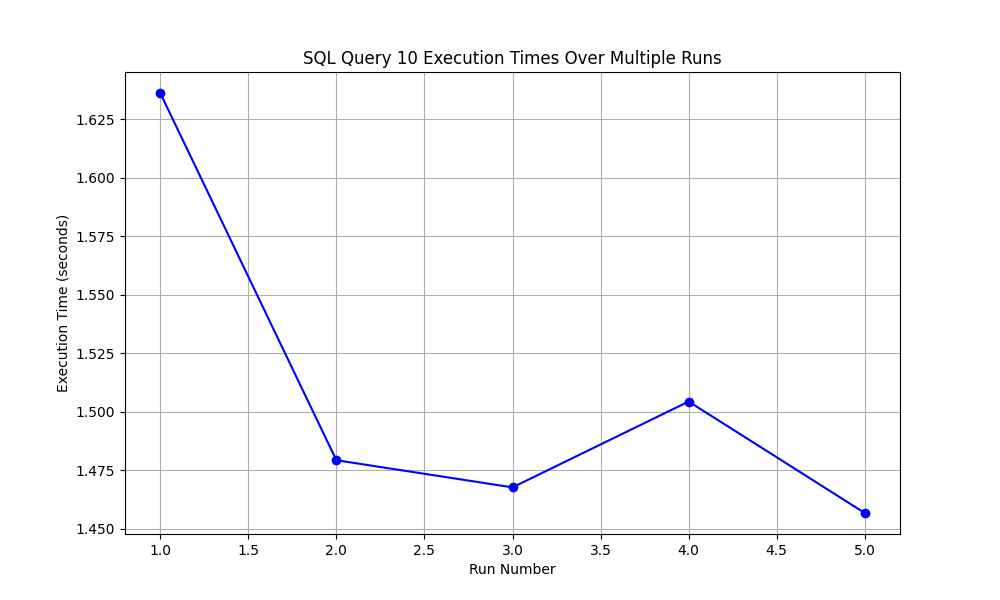 SQL Query 10 Execution Times Over Multiple Runs
Execution Time (seconds)
1.625
1.600
1.575
1.550
1.525
1.500
1.475
1.450
1.0 1.5 2.0 2.5 3.0 3.5 4.0 4.5 5.0
Run Number